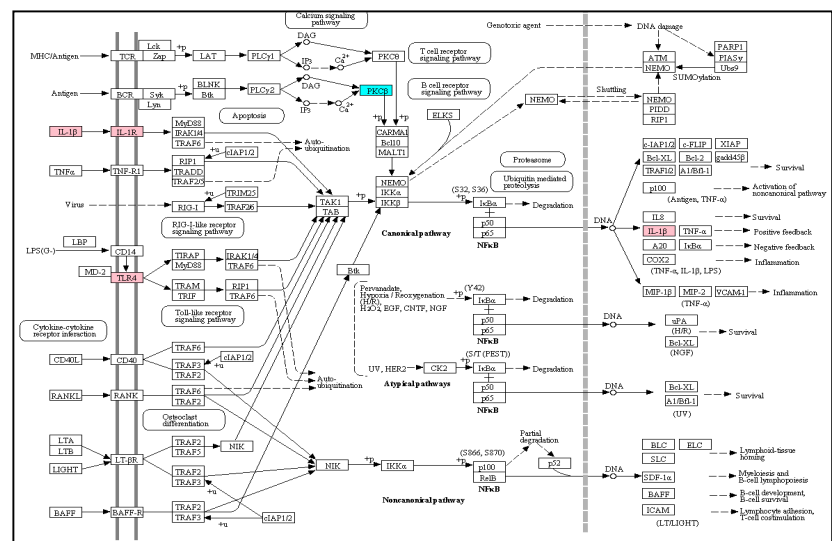 Calcium signaling
pathway
Genotoxic agent
DNA damage
MHC/Antigen
TCR
Lck
Zap
+p
LAT
PLCγ1
DAG
IP3
Ca2+
PKCθ
T cell receptor
signaling pathway
ATM
NEMO
PARP1
PIASy
Ubs9
SUMOylation
Antigen
BCR
Syk
Lyn
+p
BLNK
Btk
PLCγ2
DAG
IP3
Ca2+
PKCβ
B cell receptor
signaling pathway
Shuttling
NEMO
NEMO
PIDD
RIP1
+p
+p
ELKS
CARMA1
Bcl10
MALT1
Apoptosis
IL-1β
IL-1R
MyD88
IRAK1/4
TRAF6
+u
Auto-
ubiquitination
TNFα
TNF-R1
RIP1
TRADD
TRAF2/5
+u
cIAP1/2
Proteasome
Ubiquitin mediated
proteolysis
c-IAP1/2
c-FLIP
XIAP
Bcl-XL
Bcl-2
gadd45β
TRAF1/2
A1/Bfl-1
Survival
p100
(Antigen, TNF-α)
Activation of
noncanonical pathway
Virus
RIG-I
+u
TRIM25
TRAF2/6
TAK1
TAB
+p
NEMO
IKKα
IKKβ
(S32, S36)
+p
IκBα
p50
p65
NFκB
Degradation
Canonical pathway
DNA
IL8
Survival
IL-1β
TNF-α
Positive feedback
A20
IκBα
Negative feedback
COX2
Inflammation
(TNF-α, IL-1β, LPS)
MIP-1β
MIP-2
VCAM-1
Inflammation
(TNF-α)
RIG-I-like receptor
signaling pathway
LPS(G-)
LBP
CD14
MD-2
TLR4
TIRAP
MyD88
IRAK1/4
TRAF6
TRAM
TRIF
RIP1
TRAF6
Toll-like receptor
signaling pathway
Btk
Pervanadate,
Hypoxia / Reoxygenation
(H/R),
H2O2, EGF, CNTF, NGF
(Y42)
+p
IκBα
p50
p65
NFκB
Degradation
DNA
uPA
(H/R)
Bcl-XL
(NGF)
Survival
Cytokine-cytokine
receptor interaction
CD40L
CD40
TRAF6
TRAF3
TRAF2
+u
cIAP1/2
Auto-
ubiquitination
UV, HER2
CK2
(S/T (PEST))
+p
IκBα
p50
p65
NFκB
Degradation
Atypical pathways
DNA
Bcl-XL
A1/Bfl-1
(UV)
Survival
RANKL
RANK
TRAF6
TRAF2
Osteoclast
differentiation
LTA
LTB
LIGHT
LT-βR
TRAF2
TRAF5
NIK
TRAF2
TRAF3
+u
NIK
+p
IKKα
(S866, S870)
+p
p100
RelB
NFκB
Partial
degradation
p52
Noncanonical pathway
DNA
BLC
ELC
SLC
Lymphoid-tissue
homing
SDF-1α
Myeloiesis and
B-cell lymphopoiesis
BAFF
B-cell development,
B-cell survival
ICAM
Lymphocyte adhesion,
T-cell costimulation
(LT/LIGHT)
BAFF
BAFF-R
TRAF2
TRAF3
+u
cIAP1/2